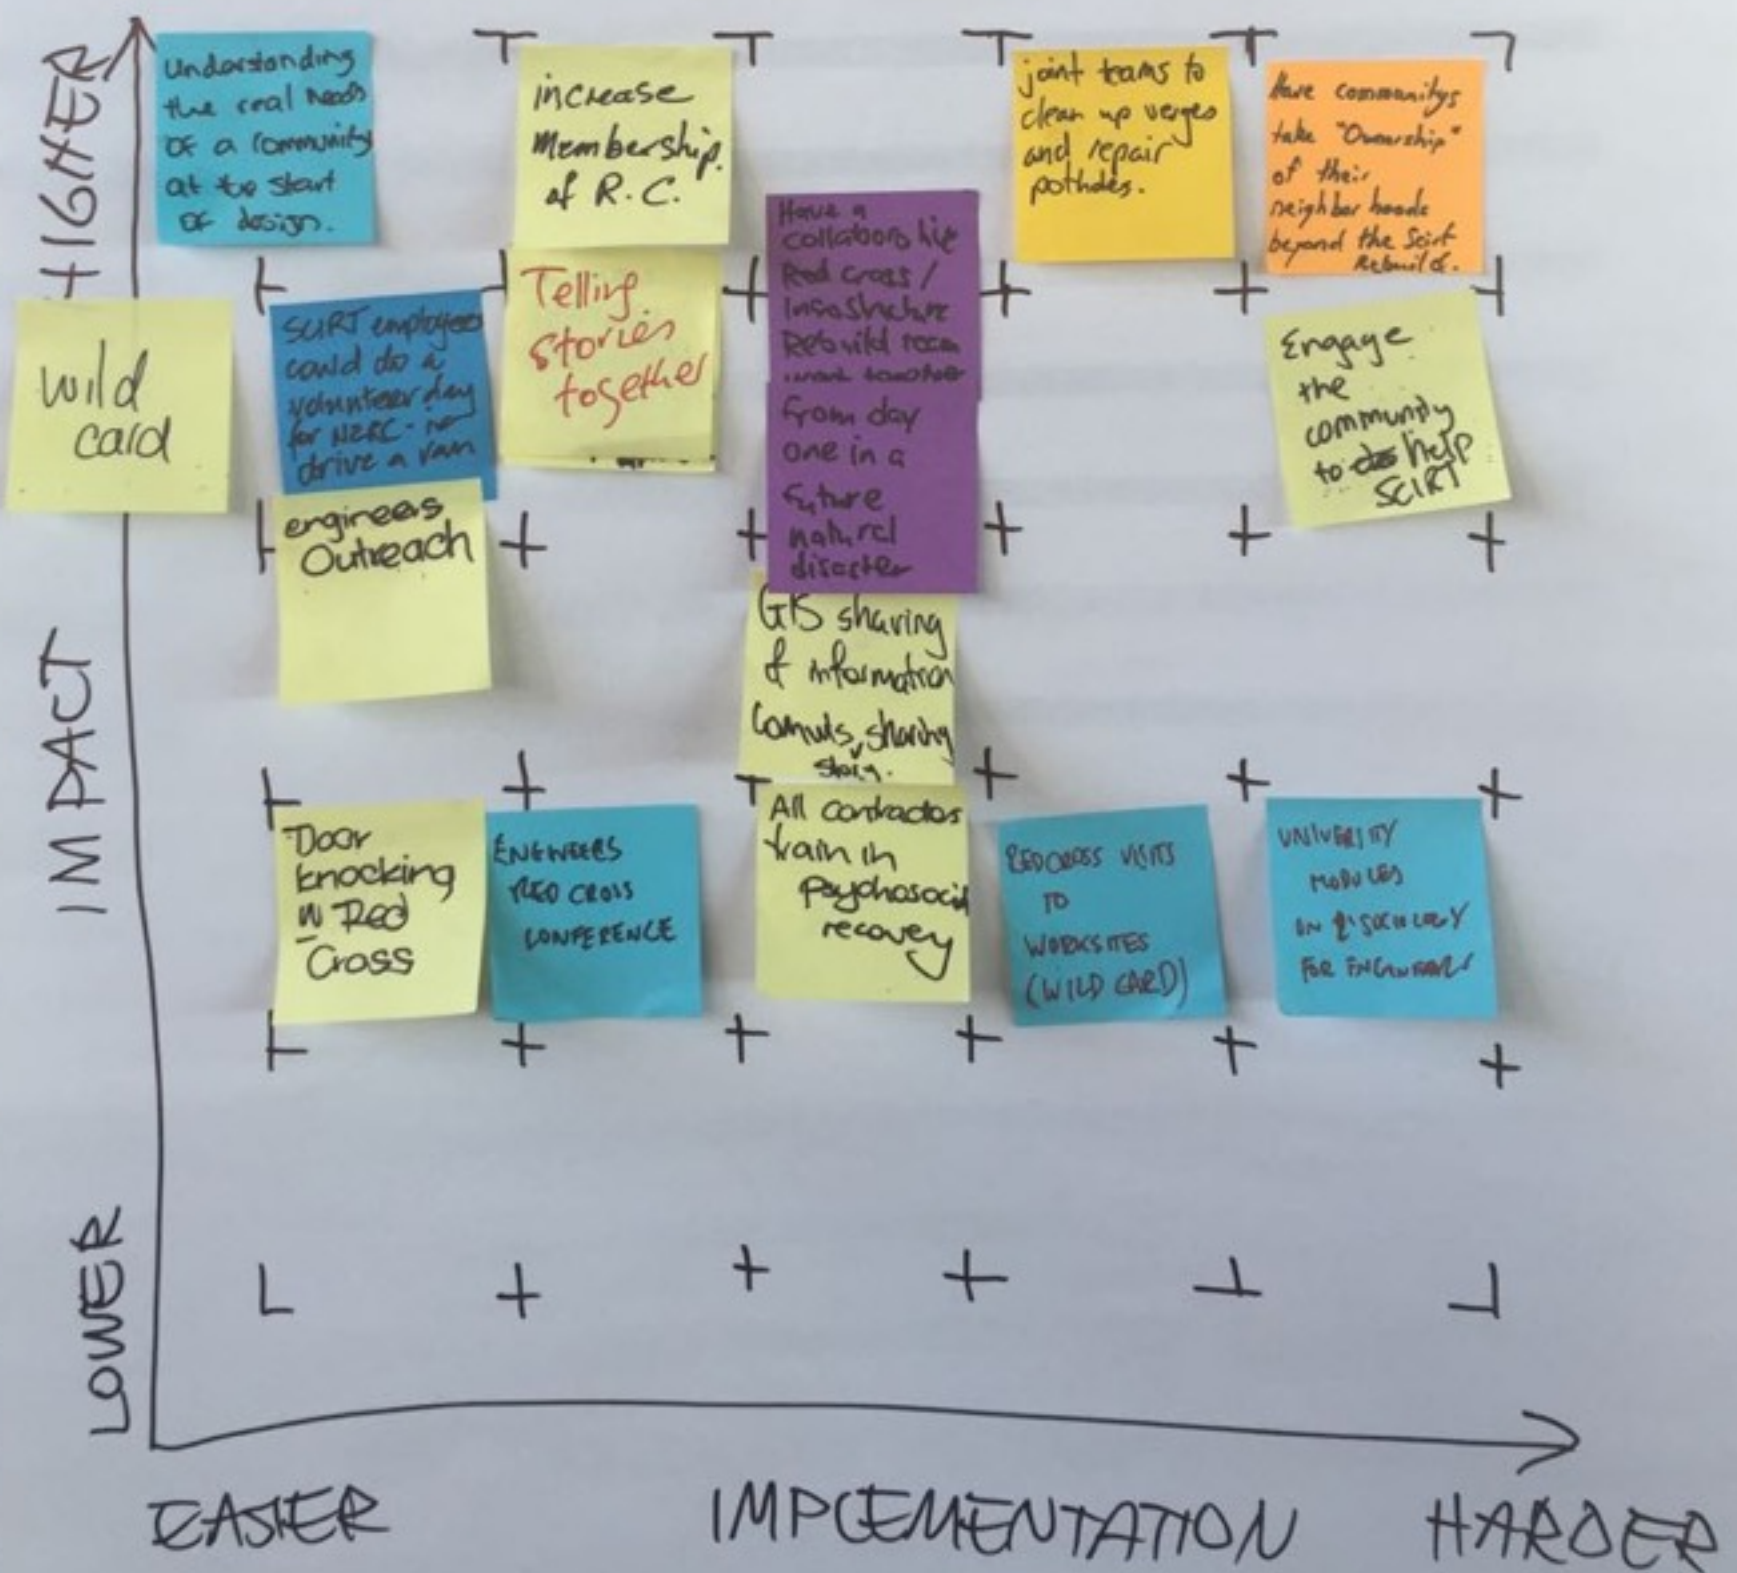 HIGHER
Understanding
the real needs
of a community
at the start
of design.
increase
Membership.
of R.C.
joint teams to
clean up verges
and repair
potholes.
Have communitys
take "Ownership"
of their
neighbor hoods
beyond the Scirt
Rebuild.
wild
card
SCIRT employees
could do a
volunteer day
for NZRC -
drive a van
Telling
stories
together
Have a
Red cross /
Rebuild
from day
one in a
future
natural
disaster
Engage
the
community
to help
SCIRT
engineers
Outreach
GIS sharing
of information
Comms sharing
story.
IMPACT
Door
knocking
w Red
Cross
ENGINEERS
RED CROSS
CONFERENCE
All contractors
train in
psychosocial
recovery
RED CROSS VISITS
TO
WORKSITES
(WILD CARD)
UNIVERSITY
MODULES
ON SOCIOLOGY
FOR ENGINEERS
LOWER
EASIER
IMPLEMENTATION
HARDER